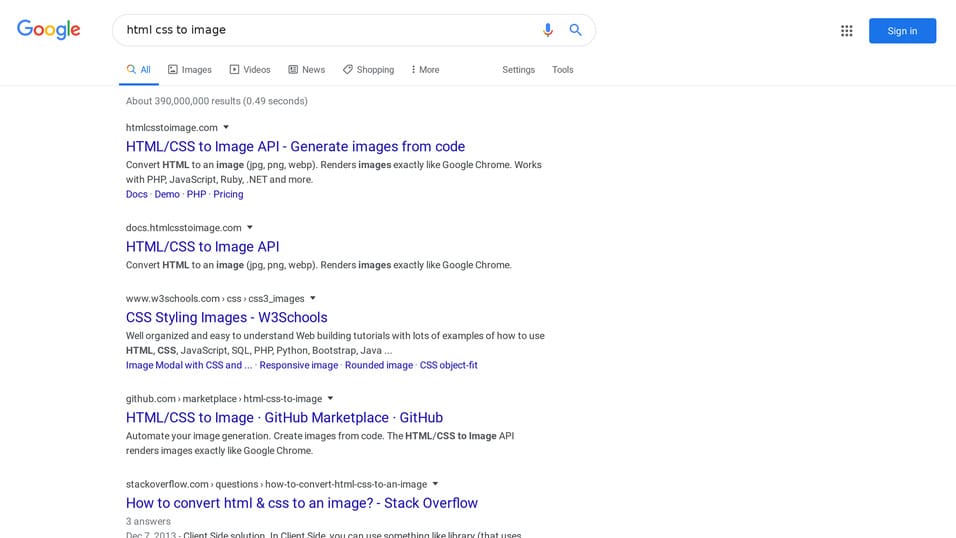 Google
html css to image
Sign in
All
Images
Videos
News
Shopping
More
Settings
Tools
About 390,000,000 results (0.49 seconds)
htmlcsstoimage.com
HTML/CSS to Image API - Generate images from code
Convert HTML to an image (jpg, png, webp). Renders images exactly like Google Chrome. Works
with PHP, JavaScript, Ruby, .NET and more.
Docs · Demo · PHP · Pricing
docs.htmlcsstoimage.com
HTML/CSS to Image API
Convert HTML to an image (jpg, png, webp). Renders images exactly like Google Chrome.
www.w3schools.com › css › css3_images
CSS Styling Images - W3Schools
Well organized and easy to understand Web building tutorials with lots of examples of how to use
HTML, CSS, JavaScript, SQL, PHP, Python, Bootstrap, Java ...
Image Modal with CSS and ... · Responsive image · Rounded image · CSS object-fit
github.com › marketplace › html-css-to-image
HTML/CSS to Image · GitHub Marketplace · GitHub
Automate your image generation. Create images from code. The HTML/CSS to Image API
renders images exactly like Google Chrome.
stackoverflow.com › questions › how-to-convert-html-css-to-an-image
How to convert html & css to an image? - Stack Overflow
3 answers
Dec 7, 2013 - Client Side solution. In Client Side, you can use something like library (that uses